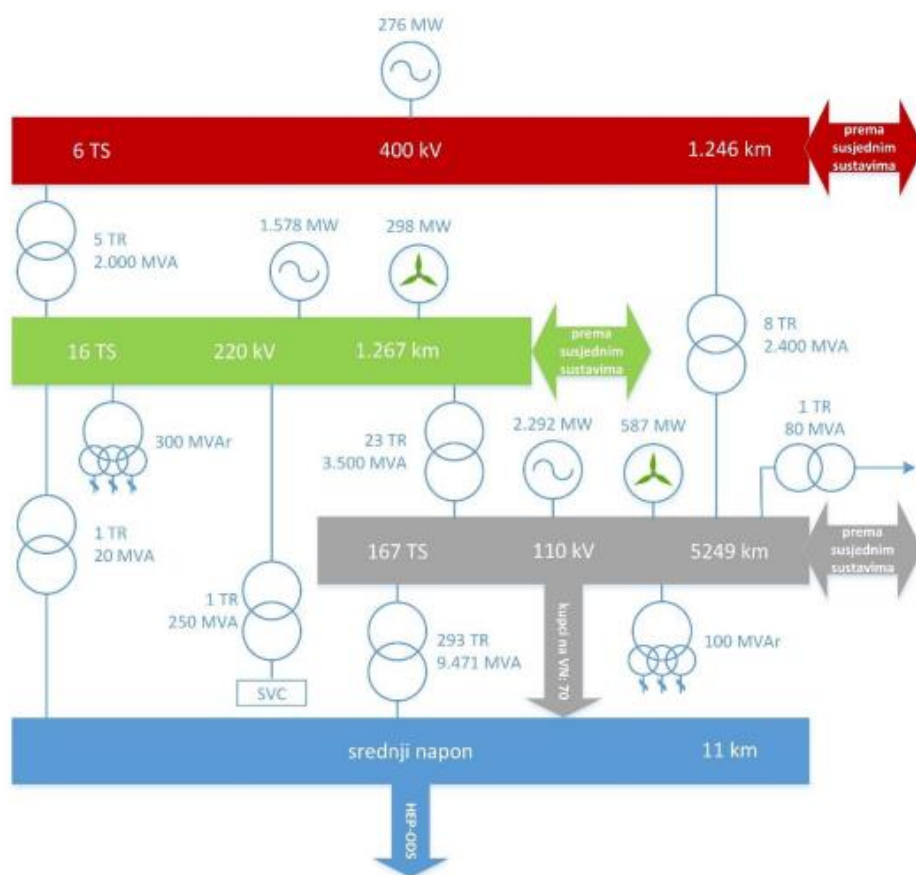 276 MW
6 TS
400 kV
1.246 km
prema
susjednim
sustavima
5 TR
2.000 MVA
1.578 MW
298 MW
8 TR
2.400 MVA
16 TS
220 kV
1.267 km
prema
susjednim
sustavima
300 MVAr
23 TR
3.500 MVA
2.292 MW
587 MW
1 TR
80 MVA
1 TR
20 MVA
167 TS
110 kV
5249 km
prema
susjednim
sustavima
1 TR
250 MVA
SVC
293 TR
9.471 MVA
kupci na VN: 70
100 MVAr
srednji napon
11 km
HEP-ODS